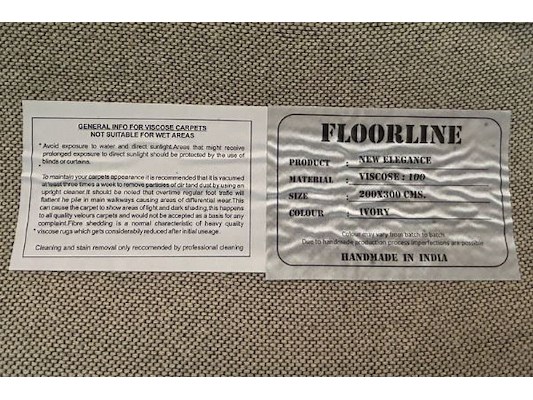 GENERAL INFO FOR VISCOSE CARPETS
NOT SUITABLE FOR WET AREAS
* Avoid exposure to water and direct sunlight.Areas that might receive
prolonged exposure to direct sunlight should be protected by the use of
blinds or curtains.
*
To maintain your carpets appearance it is recommended that it is vacumed
at least three times a week to remove particles of dirt and dust by using an
upright cleaner.It should be noted that overtime regular foot traffic will
flatten the pile in main walkways causing areas of differential wear.This
can cause the carpet to show areas of light and dark shading,this happens
to all quality velours carpets and would not be accepted as a basis for any
complaint.Fibre shedding is a normal characteristic of heavy quality
* viscose rugs which gets considerably reduced after initial useage.
Cleaning and stain removal only reccomended by professional cleaning
FLOORLINE
PRODUCT : NEW ELEGANCE
MATERIAL : VISCOSE : 100
SIZE : 200X300 CMS.
COLOUR : IVORY
Colour may vary from batch to batch
Due to handmade production process imperfections are possible
HANDMADE IN INDIA